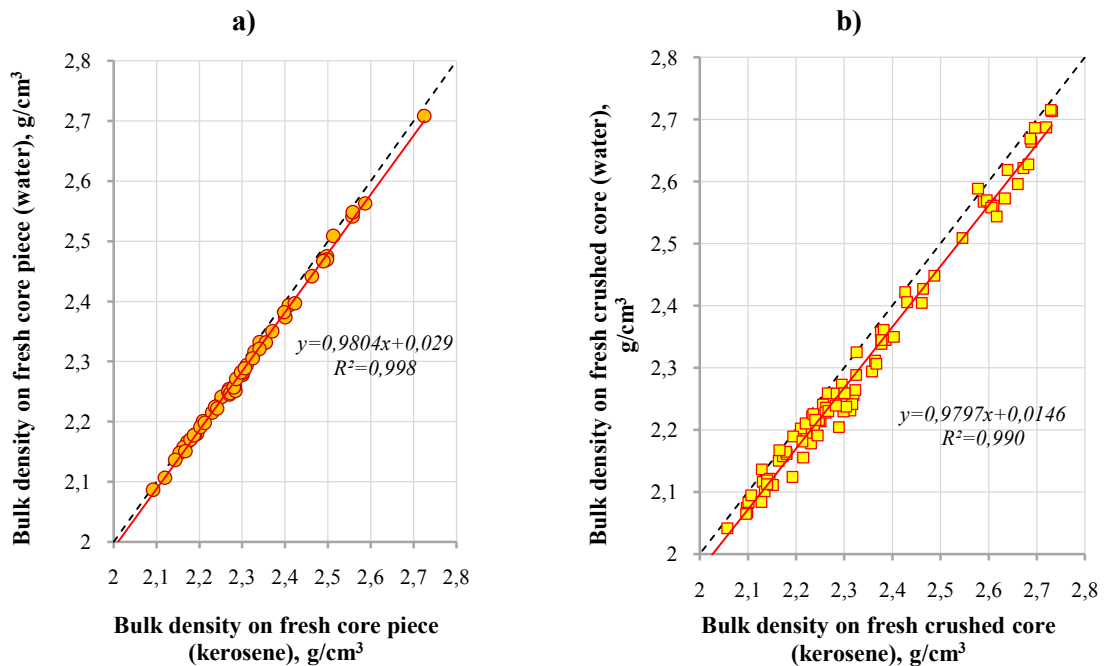 a)
Bulk density on fresh core piece (water), g/cm³
2,8
2,7
2,6
2,5
2,4
2,3
2,2
2,1
2
y=0,9804x+0,029
R²=0,998
2 2,1 2,2 2,3 2,4 2,5 2,6 2,7 2,8
Bulk density on fresh core piece
(kerosene), g/cm³
b)
Bulk density on fresh crushed core (water),
g/cm³
2,8
2,7
2,6
2,5
2,4
2,3
2,2
2,1
2
y=0,9797x+0,0146
R²=0,990
2 2,1 2,2 2,3 2,4 2,5 2,6 2,7 2,8
Bulk density on fresh crushed core
(kerosene), g/cm³